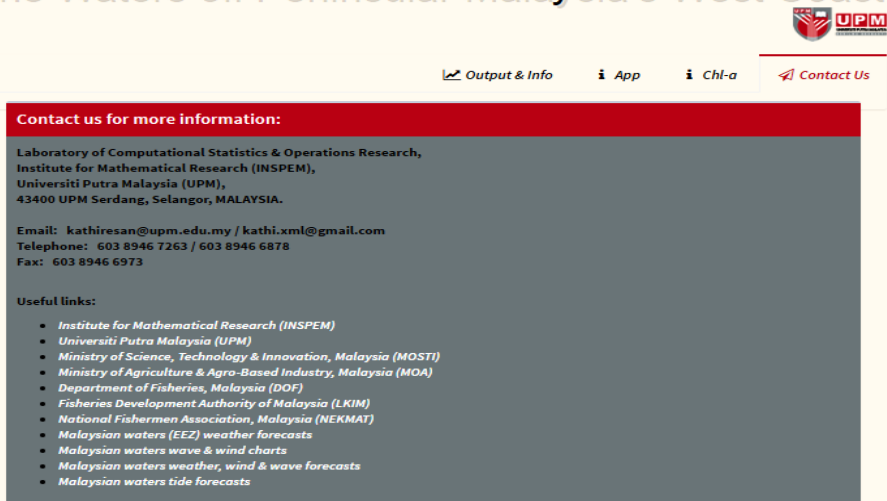 Waters off Peninsular Malaysia's West Coast
UPM
Output & Info
App
Chl-a
Contact Us
Contact us for more information:
Laboratory of Computational Statistics & Operations Research,
Institute for Mathematical Research (INSPEM),
Universiti Putra Malaysia (UPM),
43400 UPM Serdang, Selangor, MALAYSIA.
Email: kathiresan@upm.edu.my / kathi.xml@gmail.com
Telephone: 603 8946 7263 / 603 8946 6878
Fax: 603 8946 6973
Useful links:
• Institute for Mathematical Research (INSPEM)
• Universiti Putra Malaysia (UPM)
• Ministry of Science, Technology & Innovation, Malaysia (MOSTI)
• Ministry of Agriculture & Agro-Based Industry, Malaysia (MOA)
• Department of Fisheries, Malaysia (DOF)
• Fisheries Development Authority of Malaysia (LKIM)
• National Fishermen Association, Malaysia (NEKMAT)
• Malaysian waters (EEZ) weather forecasts
• Malaysian waters wave & wind charts
• Malaysian waters weather, wind & wave forecasts
• Malaysian waters tide forecasts